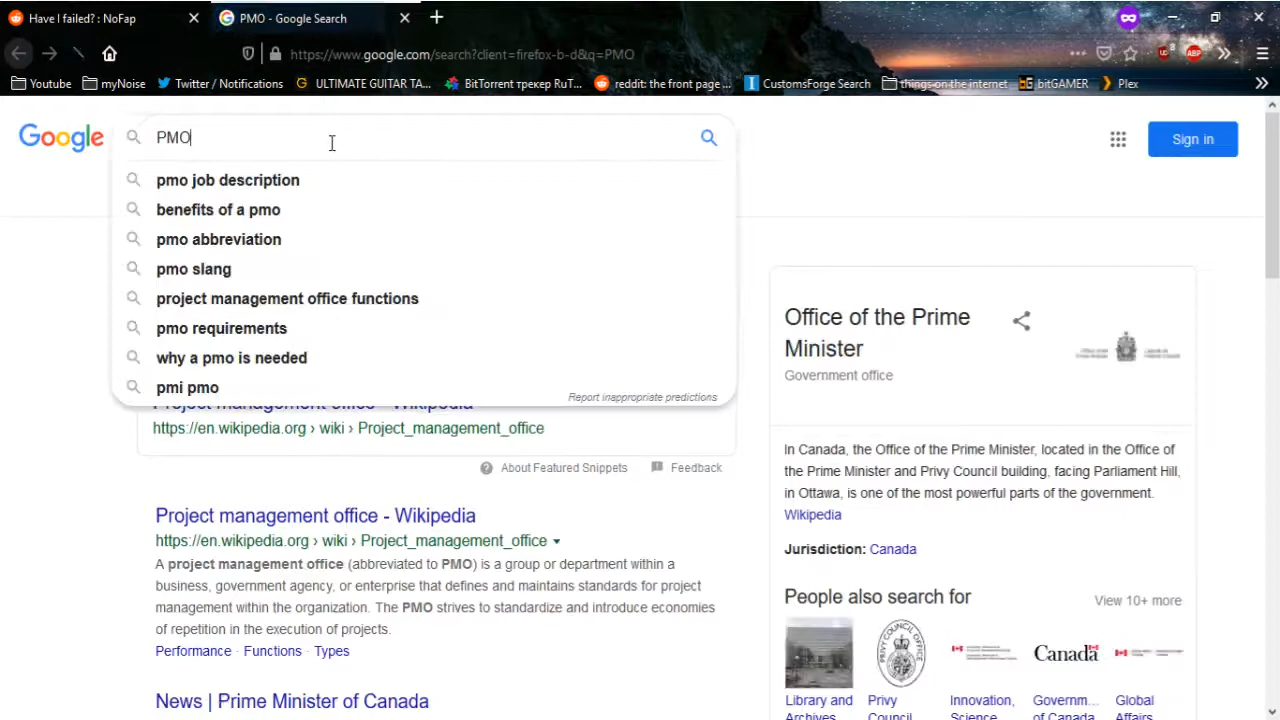 Have I failed? : NoFap
PMO - Google Search
https://www.google.com/search?client=firefox-b-d&q=PMO
Youtube
myNoise
Twitter / Notifications
ULTIMATE GUITAR TA...
BitTorrent трекер RuT...
reddit: the front page ...
CustomsForge Search
things on the internet
bitGAMER
Plex
Google
PMO
Sign in
pmo job description
benefits of a pmo
pmo abbreviation
pmo slang
project management office functions
pmo requirements
why a pmo is needed
pmi pmo
Report inappropriate predictions
Project management office - Wikipedia
https://en.wikipedia.org › wiki › Project_management_office
About Featured Snippets
Feedback
Project management office - Wikipedia
https://en.wikipedia.org › wiki › Project_management_office
A project management office (abbreviated to PMO) is a group or department within a
business, government agency, or enterprise that defines and maintains standards for project
management within the organization. The PMO strives to standardize and introduce economies
of repetition in the execution of projects.
Performance · Functions · Types
News | Prime Minister of Canada
Office of the Prime
Minister
Government office
In Canada, the Office of the Prime Minister, located in the Office of
the Prime Minister and Privy Council building, facing Parliament Hill,
in Ottawa, is one of the most powerful parts of the government.
Wikipedia
Jurisdiction: Canada
People also search for
View 10+ more
Canada
Library and
Archives
Privy
Council
Innovation,
Science
Governm...
of Canada
Global
Affairs